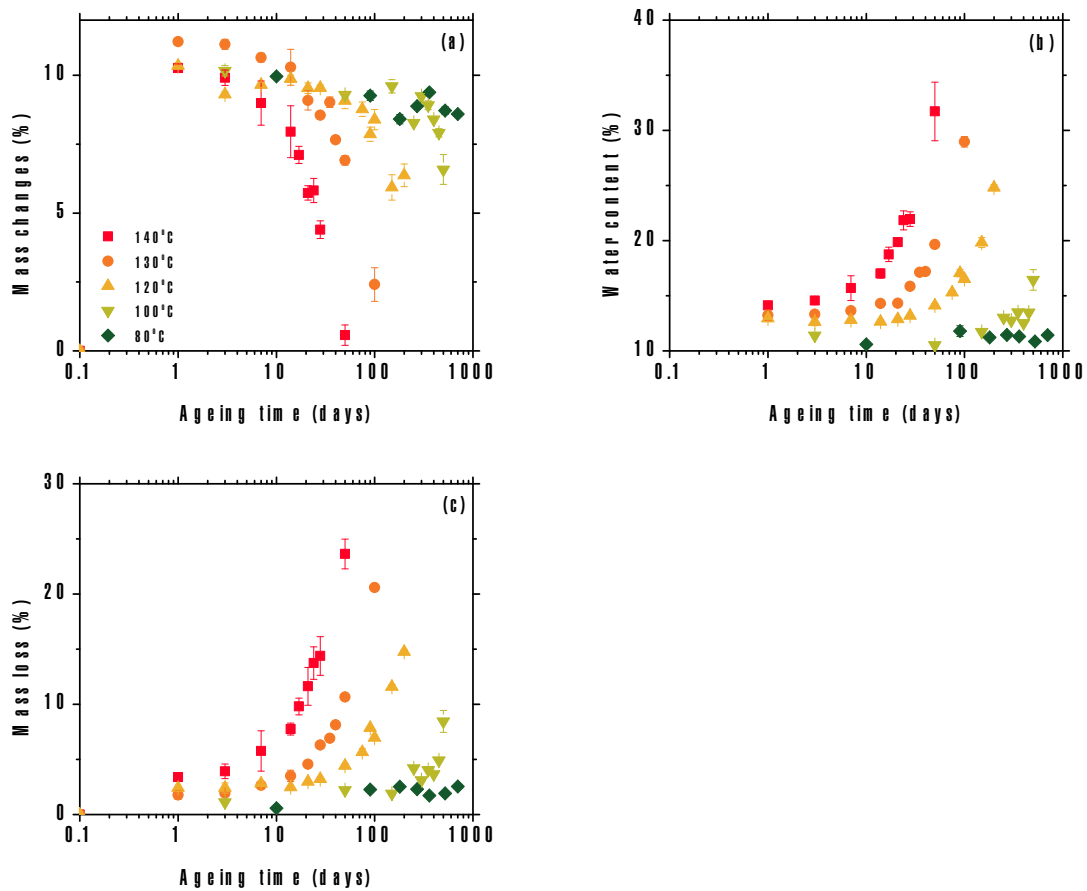 (a)
Mass changes (%)
10
5
0
140°C
130°C
120°C
100°C
80°C
0.1 1 10 100 1000
Ageing time (days)
(b)
Water content (%)
40
30
20
10
0.1 1 10 100 1000
Ageing time (days)
(c)
Mass loss (%)
30
20
10
0
0.1 1 10 100 1000
Ageing time (days)